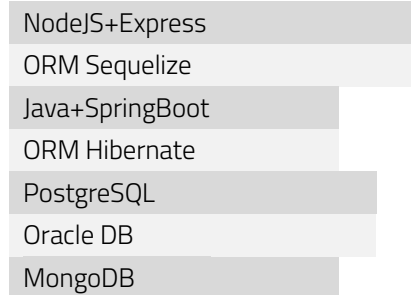 NodeJS+Express
ORM Sequelize
Java+SpringBoot
ORM Hibernate
PostgreSQL
Oracle DB
MongoDB